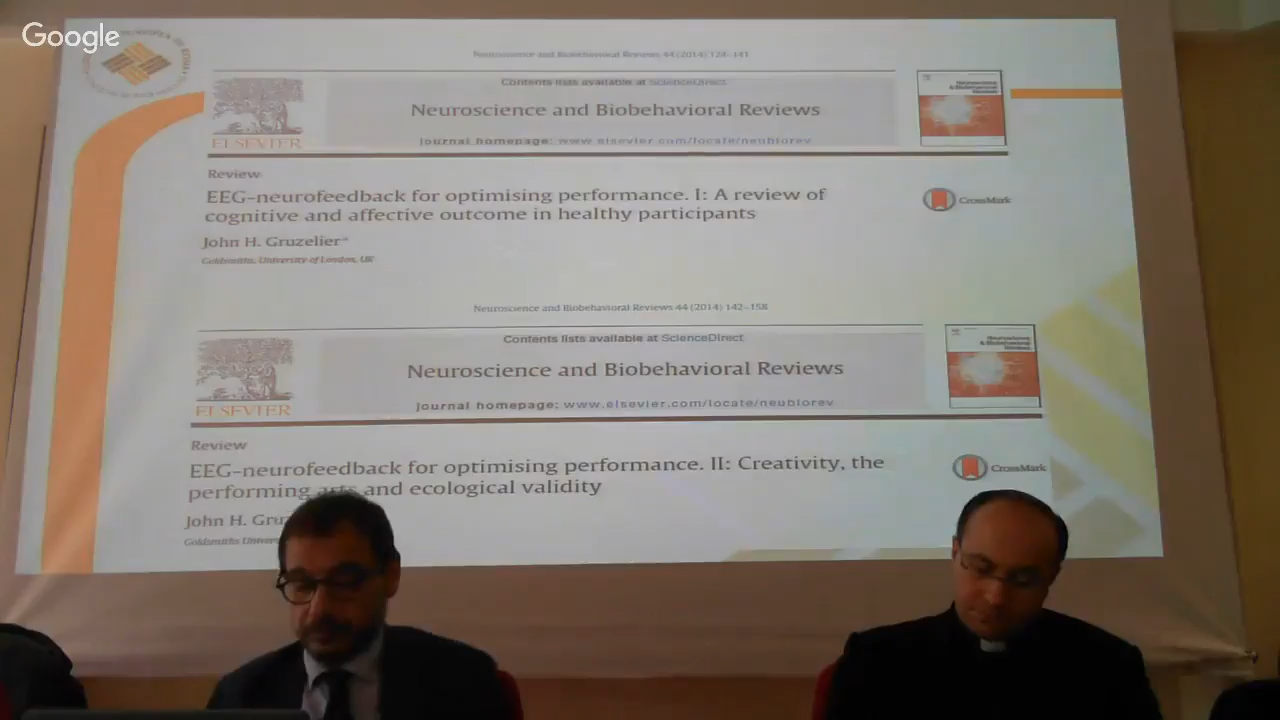 Google
Neuroscience and Biobehavioral Reviews 44 (2014) 124–141
Contents lists available at ScienceDirect
ELSEVIER
Neuroscience and Biobehavioral Reviews
journal homepage: www.elsevier.com/locate/neubiorev
Review
EEG-neurofeedback for optimising performance. I: A review of
cognitive and affective outcome in healthy participants
CrossMark
John H. Gruzelier*
Goldsmiths, University of London, UK
Neuroscience and Biobehavioral Reviews 44 (2014) 142–158
Contents lists available at ScienceDirect
ELSEVIER
Neuroscience and Biobehavioral Reviews
journal homepage: www.elsevier.com/locate/neubiorev
Review
EEG-neurofeedback for optimising performance. II: Creativity, the
performing arts and ecological validity
CrossMark
John H. Gru
Goldsmiths Univer